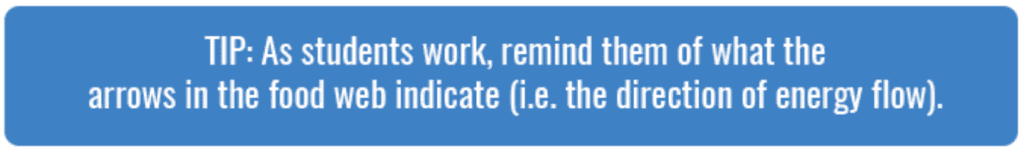 TIP: As students work, remind them of what the
arrows in the food web indicate (i.e. the direction of energy flow).